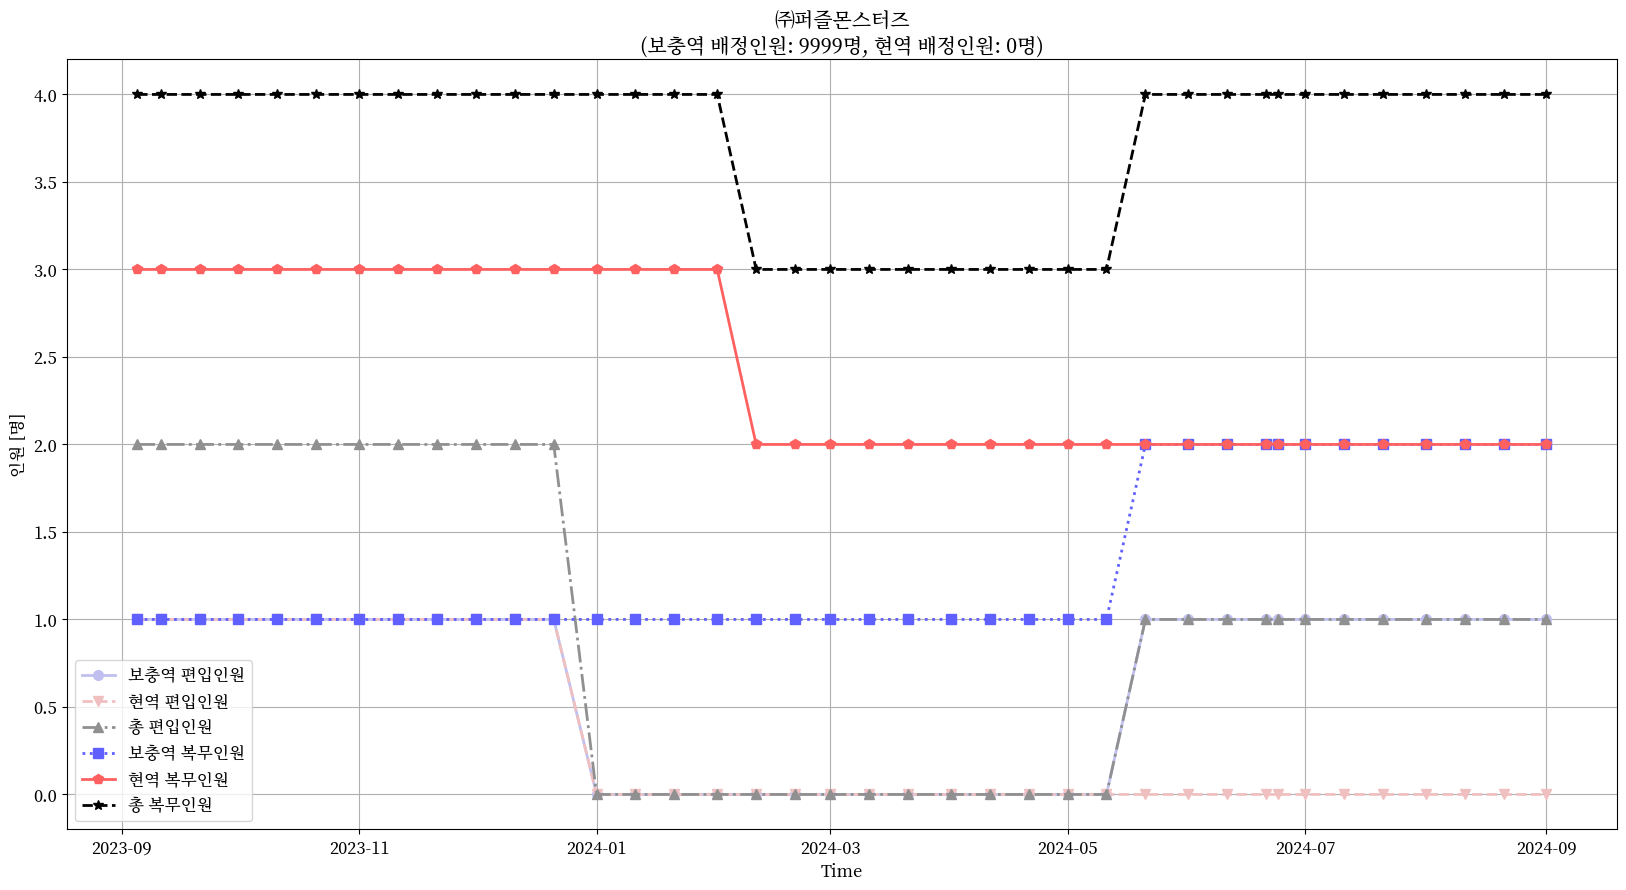 ㈜퍼즐몬스터즈
(보충역 배정인원: 9999명, 현역 배정인원: 0명)
인원 [명]
4.0
3.5
3.0
2.5
2.0
1.5
1.0
0.5
0.0
보충역 편입인원
현역 편입인원
총 편입인원
보충역 복무인원
현역 복무인원
총 복무인원
2023-09
2023-11
2024-01
2024-03
2024-05
2024-07
2024-09
Time